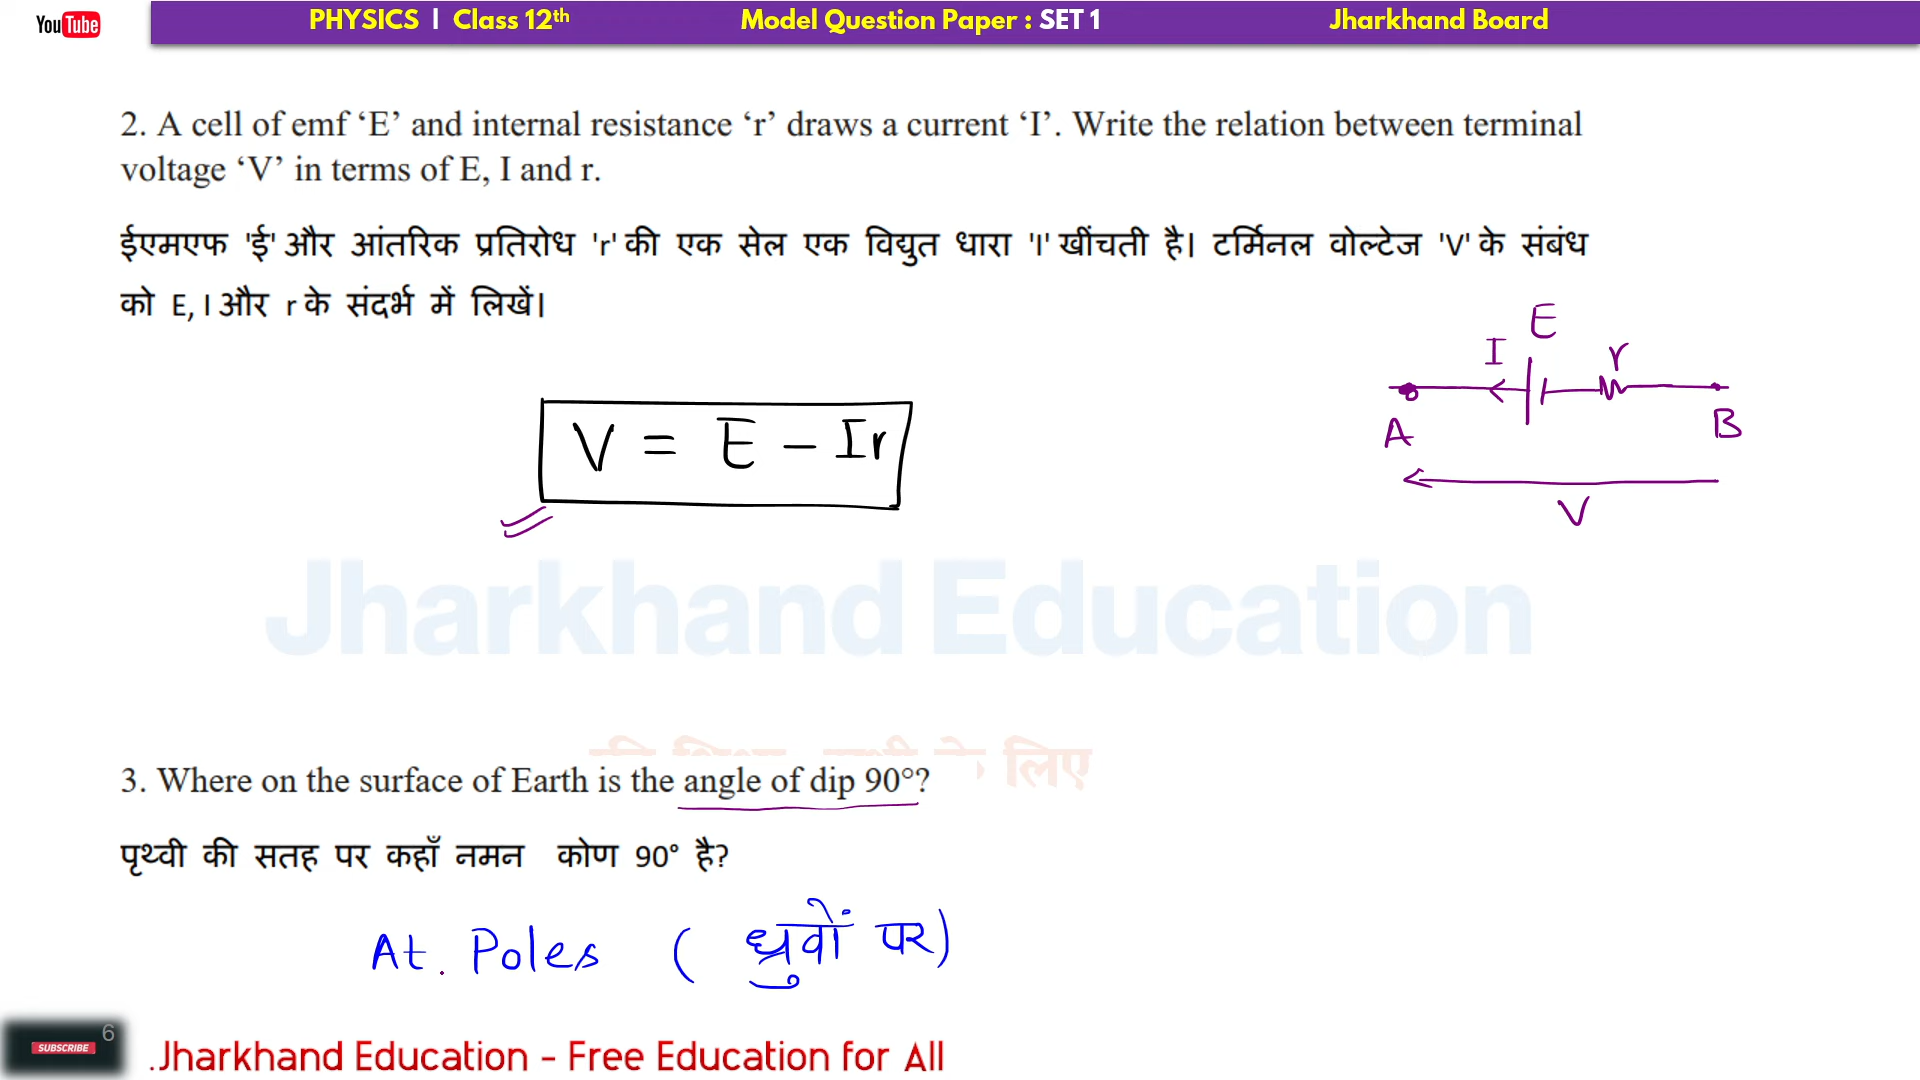 YouTube
PHYSICS | Class 12th Model Question Paper : SET 1 Jharkhand Board
2. A cell of emf ‘E’ and internal resistance ‘r’ draws a current ‘I’. Write the relation between terminal
voltage ‘V’ in terms of E, I and r.
ईएमएफ 'ई' और आंतरिक प्रतिरोध 'r' की एक सेल एक विद्युत धारा 'I' खींचती है। टर्मिनल वोल्टेज 'V' के संबंध
को E, I और r के संदर्भ में लिखें।
E
I r
A B
V
V = E - Ir
Jharkhand Education
के लिए
3. Where on the surface of Earth is the angle of dip 90°?
पृथ्वी की सतह पर कहाँ नमन कोण 90° है?
At. Poles ( ध्रुवों पर)
SUBSCRIBE 6
.Jharkhand Education - Free Education for All